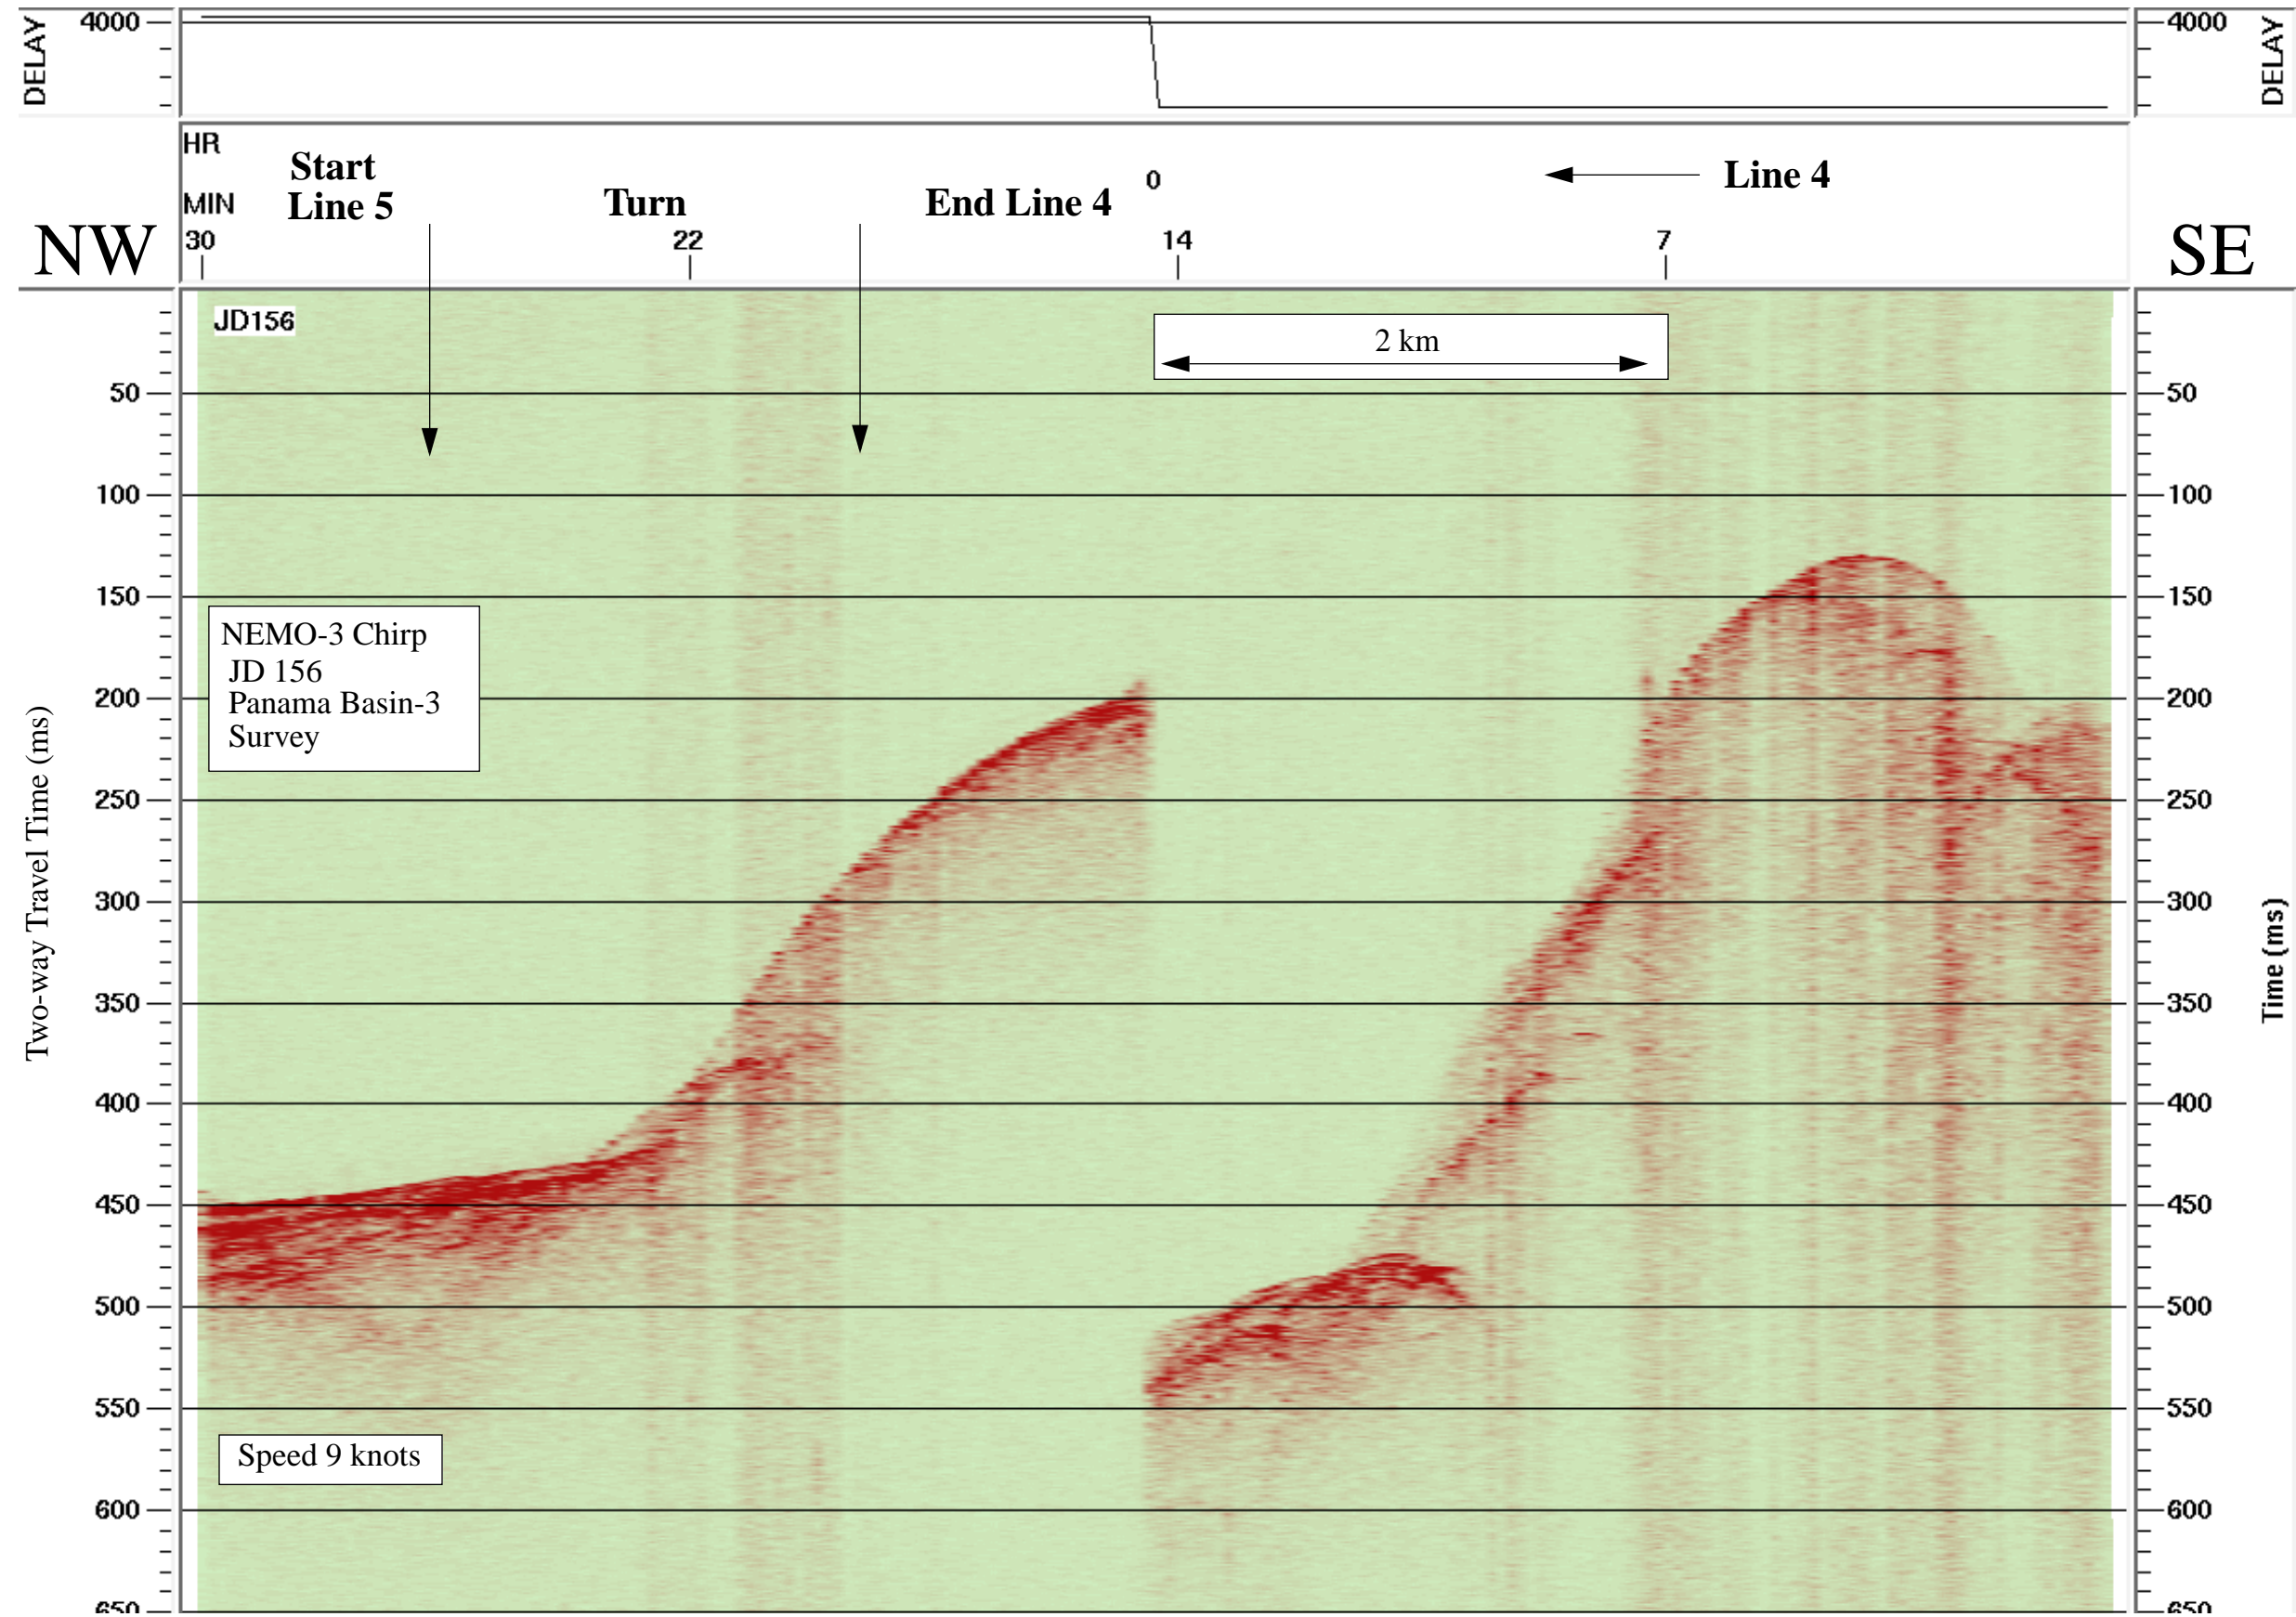 DELAY
4000
4000
DELAY
HR
MIN
Start
Line 5
Turn
End Line 4
0
Line 4
NW
30
22
14
7
SE
JD156
2 km
50
100
150
200
250
300
350
400
450
500
550
600
650
Two-way Travel Time (ms)
NEMO-3 Chirp
JD 156
Panama Basin-3
Survey
Speed 9 knots
50
100
150
200
250
300
350
400
450
500
550
600
650
Time (ms)